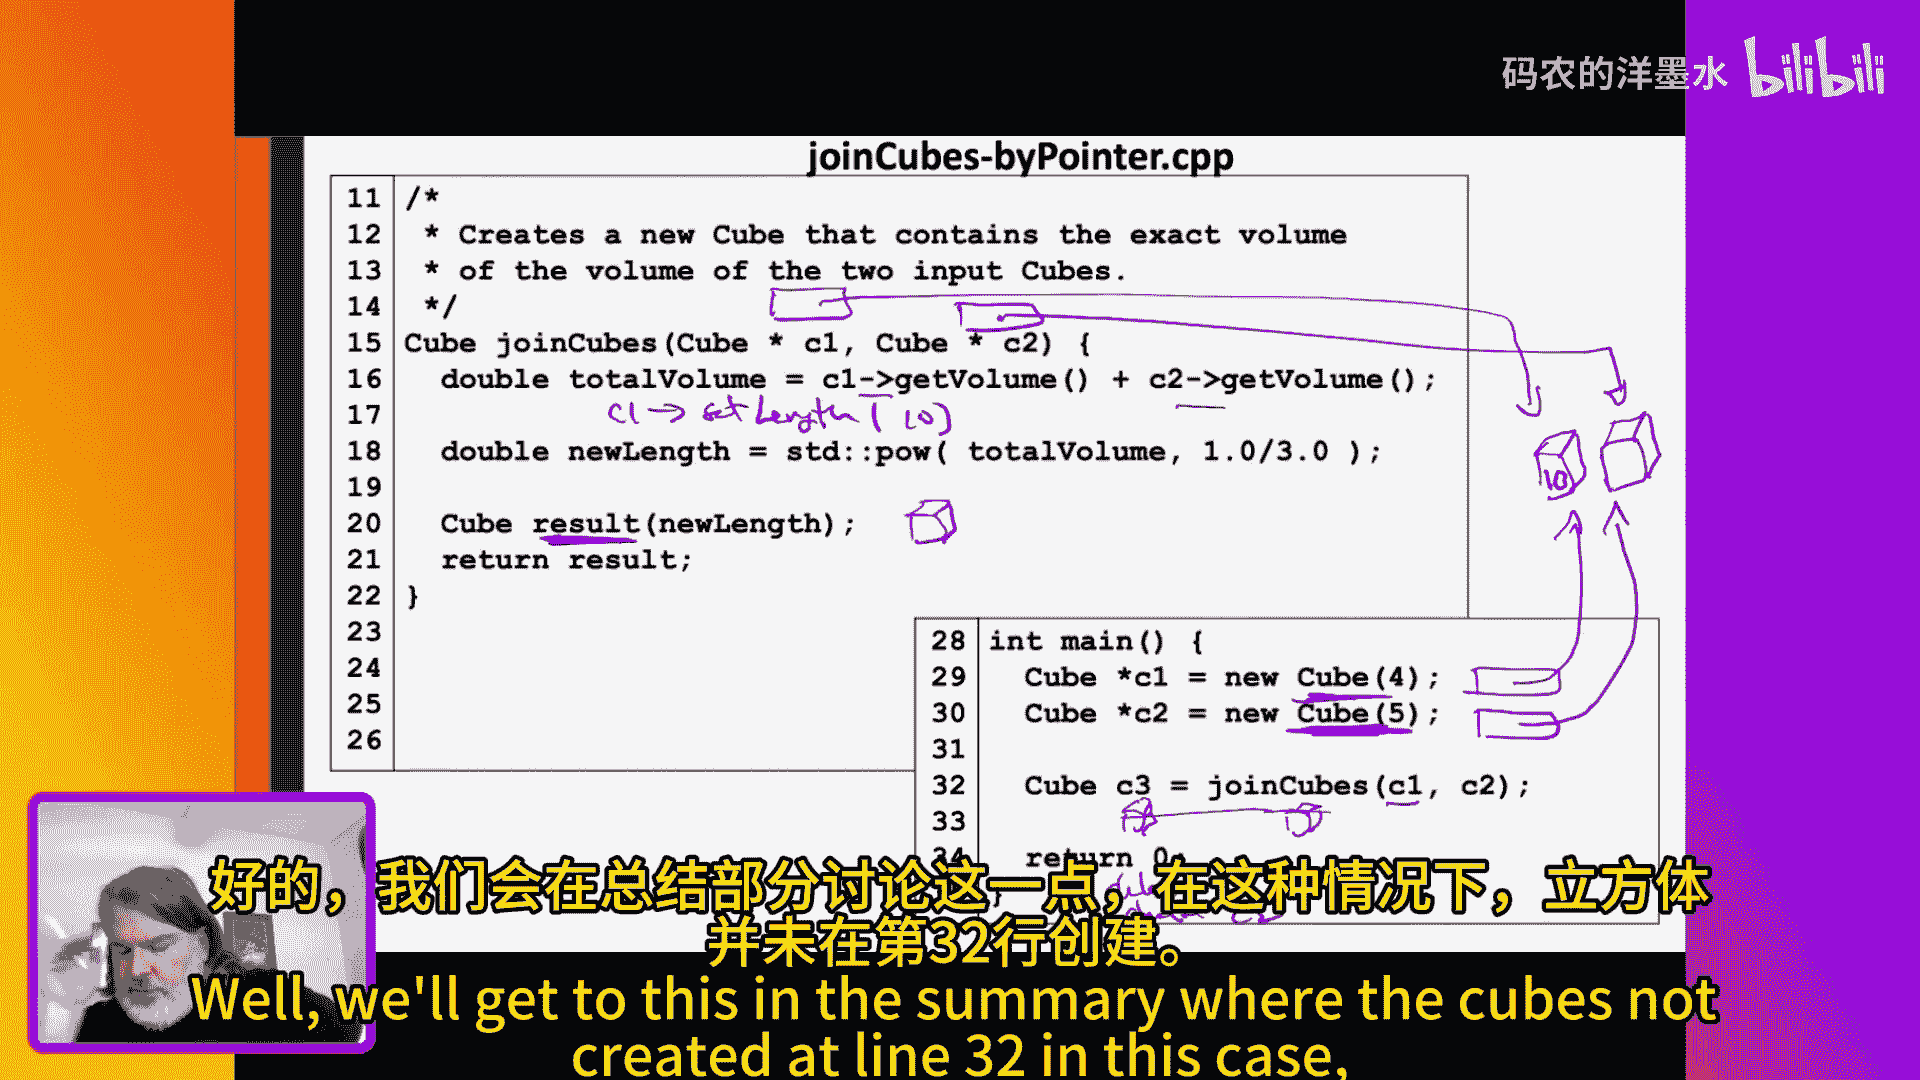 码农的洋墨水 bilibili
joinCubes-byPointer.cpp
11 /*
12 * Creates a new Cube that contains the exact volume
13 * of the volume of the two input Cubes.
14 */
15 Cube joinCubes(Cube * c1, Cube * c2) {
16 double totalVolume = c1->getVolume() + c2->getVolume();
17 c1 -> setLength(10)
18 double newLength = std::pow( totalVolume, 1.0/3.0 );
19
20 Cube result(newLength);
21 return result;
22 }
23
24
25
26
10
28 int main() {
29 Cube *c1 = new Cube(4);
30 Cube *c2 = new Cube(5);
31
32 Cube c3 = joinCubes(c1, c2);
33
34 return 0;
好的，我们会在总结部分讨论这一点，在这种情况下，立方体
并未在第32行创建。
Well, we'll get to this in the summary where the cubes not
created at line 32 in this case,